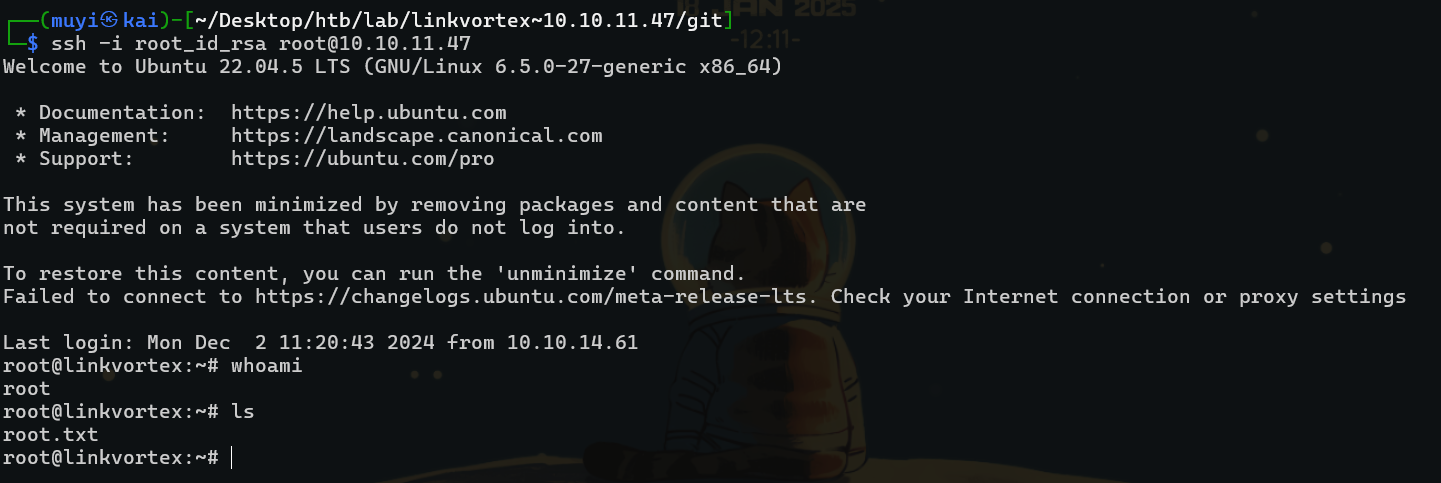 18 JAN 2025
-12:11-
┌──(muyi㉿kai)-[~/Desktop/htb/lab/linkvortex~10.10.11.47/git]
└─$ ssh -i root_id_rsa root@10.10.11.47
Welcome to Ubuntu 22.04.5 LTS (GNU/Linux 6.5.0-27-generic x86_64)
* Documentation:  https://help.ubuntu.com
* Management:     https://landscape.canonical.com
* Support:        https://ubuntu.com/pro
This system has been minimized by removing packages and content that are
not required on a system that users do not log into.
To restore this content, you can run the 'unminimize' command.
Failed to connect to https://changelogs.ubuntu.com/meta-release-lts. Check your Internet connection or proxy settings
Last login: Mon Dec  2 11:20:43 2024 from 10.10.14.61
root@linkvortex:~# whoami
root
root@linkvortex:~# ls
root.txt
root@linkvortex:~#